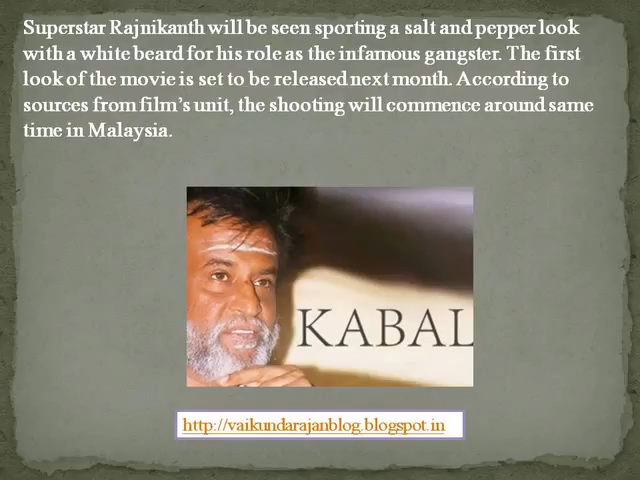 Superstar Rajnikanth will be seen sporting a salt and pepper look
with a white beard for his role as the infamous gangster. The first
look of the movie is set to be released next month. According to
sources from film’s unit, the shooting will commence around same
time in Malaysia.
KABAL
http://vaikundarajanblog.blogspot.in